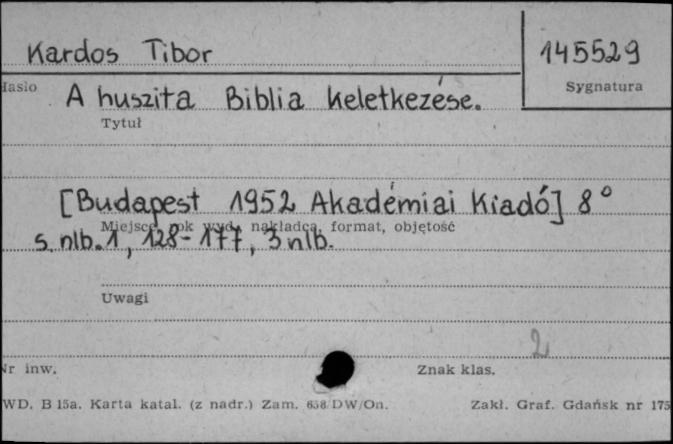 Kardos Tibor
145529
Hasło
Sygnatura
A huszita Biblia keletkezése.
Tytuł
[Budapest 1952 Akadémiai Kiadó] 8°
Miejsce, rok wyd., nakładca, format, objętość
s. nlb. 1, 128-177, 3 nlb.
Uwagi
2
Nr inw.
Znak klas.
WD. B 15a. Karta katal. (z nadr.) Zam. 658/DW/On.
Zakł. Graf. Gdańsk nr 175